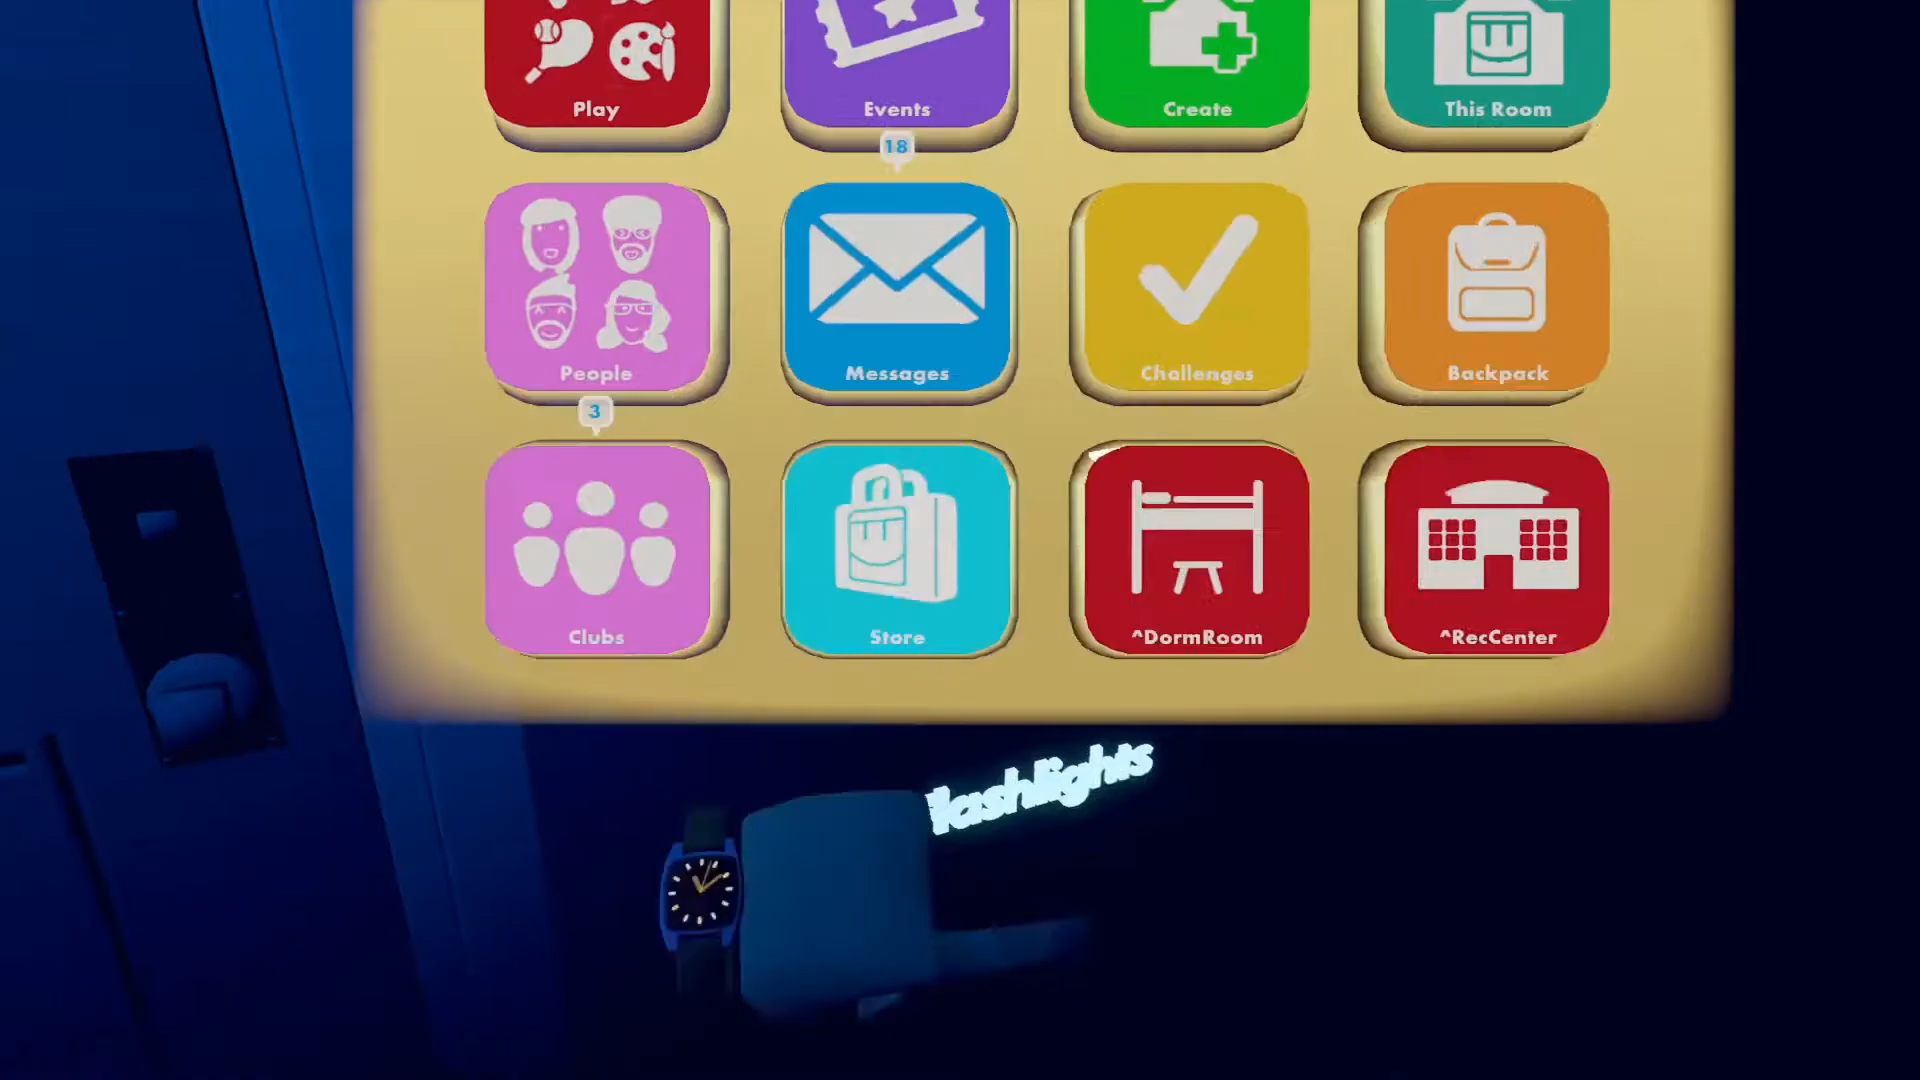 Play
Events
Create
This Room
18
People
Messages
Challenges
Backpack
3
Clubs
Store
^DormRoom
^RecCenter
lashlights